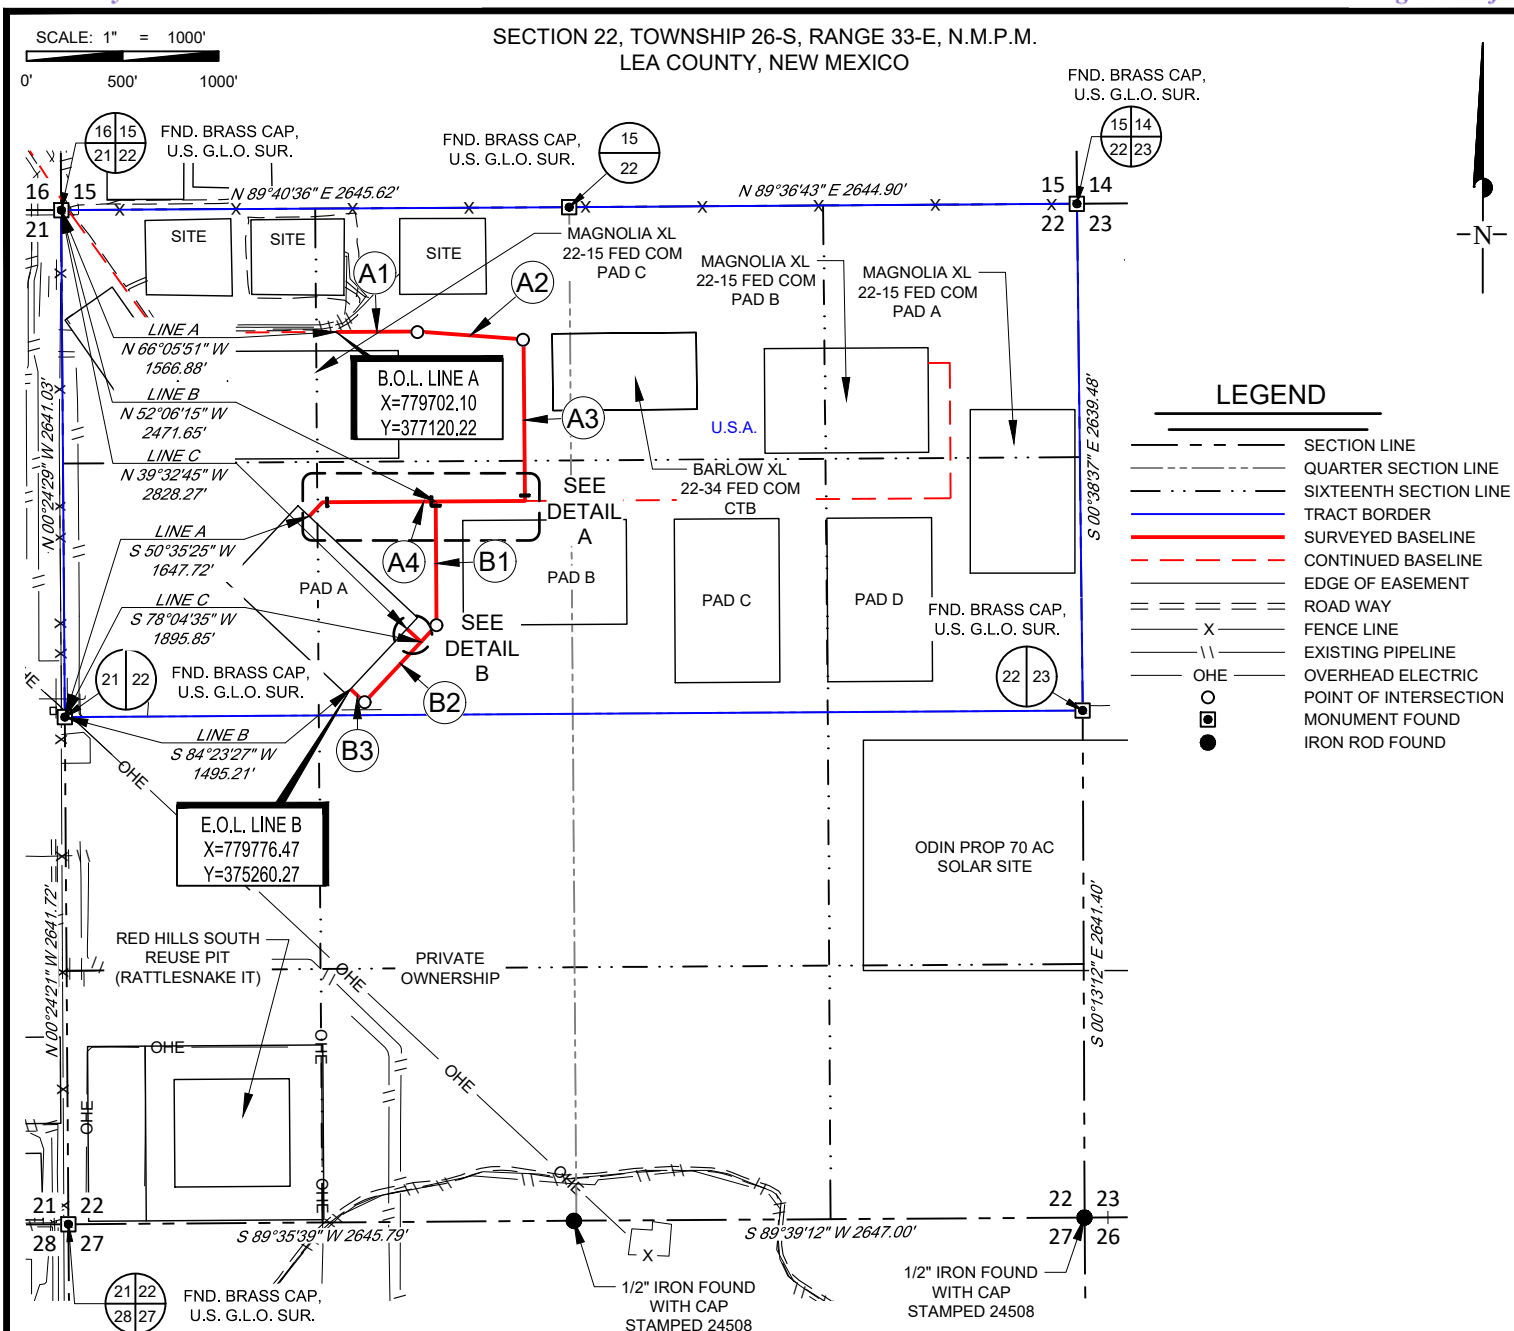 SCALE: 1" = 1000'
0' 500' 1000'
SECTION 22, TOWNSHIP 26-S, RANGE 33-E, N.M.P.M.
LEA COUNTY, NEW MEXICO
FND. BRASS CAP,
U.S. G.L.O. SUR.
15 14
22 23
16 15
21 22
FND. BRASS CAP,
U.S. G.L.O. SUR.
FND. BRASS CAP,
U.S. G.L.O. SUR.
15
22
16 15
21
N 89°40'36" E 2645.62'
N 89°36'43" E 2644.90'
15 14
22 23
-N-
SITE
SITE
SITE
MAGNOLIA XL
22-15 FED COM
PAD C
MAGNOLIA XL
22-15 FED COM
PAD B
MAGNOLIA XL
22-15 FED COM
PAD A
A1
A2
LINE A
N 66°05'51" W
1566.88'
LINE B
N 52°06'15" W
2471.65'
LINE C
N 39°32'45" W
2828.27'
B.O.L. LINE A
X=779702.10
Y=377120.22
A3
U.S.A.
N 00°24'29" W 2641.03'
S 00°38'37" E 2639.48'
BARLOW XL
22-34 FED COM
CTB
SEE
DETAIL
A
LINE A
S 50°35'25" W
1647.72'
LINE C
S 78°04'35" W
1895.85'
A4
B1
PAD A
PAD B
PAD C
PAD D
SEE
DETAIL
B
FND. BRASS CAP,
U.S. G.L.O. SUR.
22 23
21 22
FND. BRASS CAP,
U.S. G.L.O. SUR.
B2
B3
LINE B
S 84°23'27" W
1495.21'
OHE
E.O.L. LINE B
X=779776.47
Y=375260.27
ODIN PROP 70 AC
SOLAR SITE
N 00°24'21" W 2641.72'
S 00°13'12" E 2641.40'
RED HILLS SOUTH
REUSE PIT
(RATTLESNAKE IT)
PRIVATE
OWNERSHIP
OHE
OHE
OHE
OHE
OHE
OHE
OHE
21 22
28 27
S 89°35'39" W 2645.79'
S 89°39'12" W 2647.00'
22 23
27 26
X
21 22
28 27
FND. BRASS CAP,
U.S. G.L.O. SUR.
1/2" IRON FOUND
WITH CAP
STAMPED 24508
1/2" IRON FOUND
WITH CAP
STAMPED 24508
LEGEND
SECTION LINE
QUARTER SECTION LINE
SIXTEENTH SECTION LINE
TRACT BORDER
SURVEYED BASELINE
CONTINUED BASELINE
EDGE OF EASEMENT
ROAD WAY
X FENCE LINE
\\ EXISTING PIPELINE
OHE OVERHEAD ELECTRIC
POINT OF INTERSECTION
MONUMENT FOUND
IRON ROD FOUND